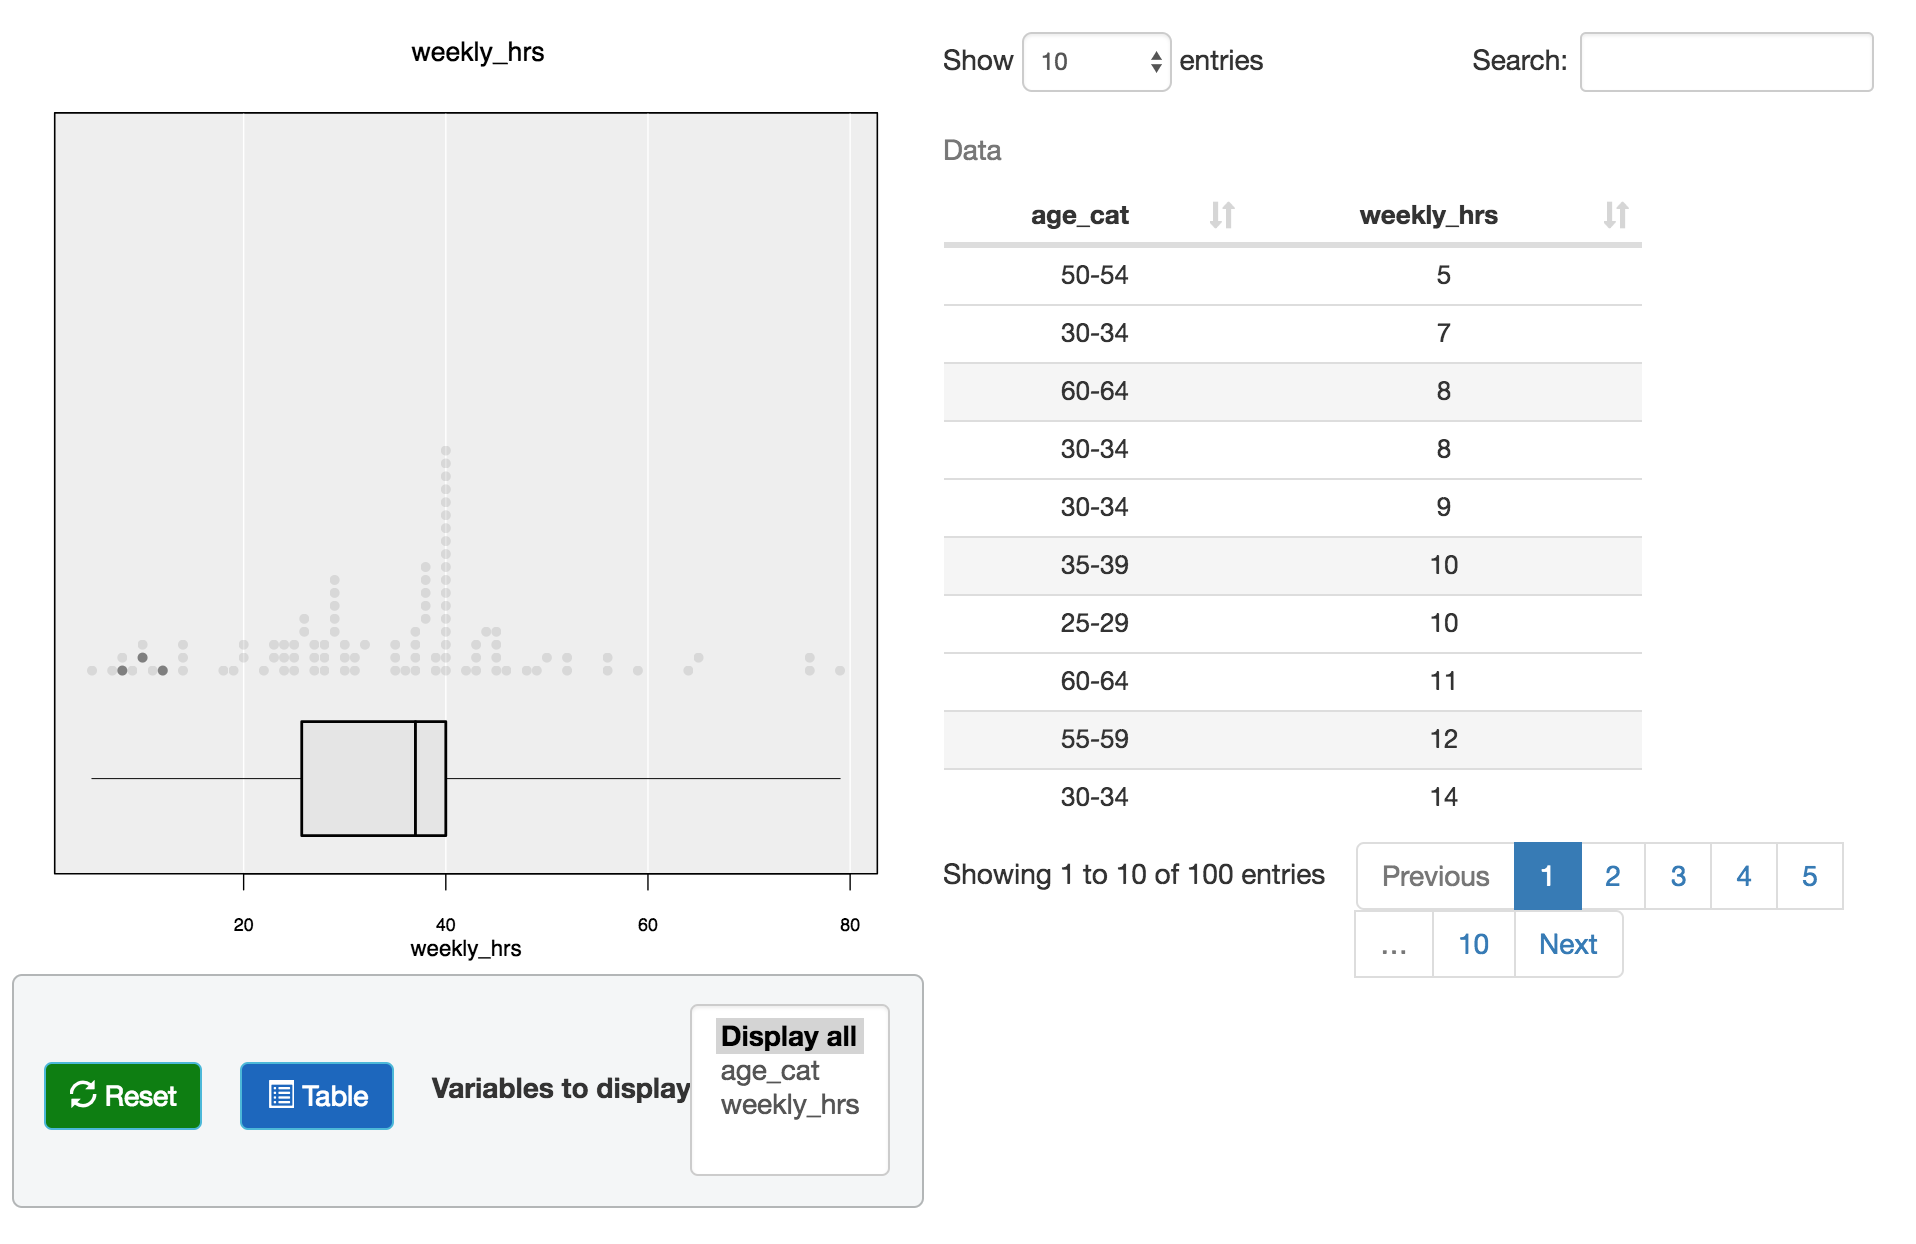 weekly_hrs
20 40 60 80
weekly_hrs
Reset Table Variables to display
Display all
age_cat
weekly_hrs
Show 10 entries Search:
Data
age_cat weekly_hrs
50-54 5
30-34 7
60-64 8
30-34 8
30-34 9
35-39 10
25-29 10
60-64 11
55-59 12
30-34 14
Showing 1 to 10 of 100 entries Previous 1 2 3 4 5
... 10 Next